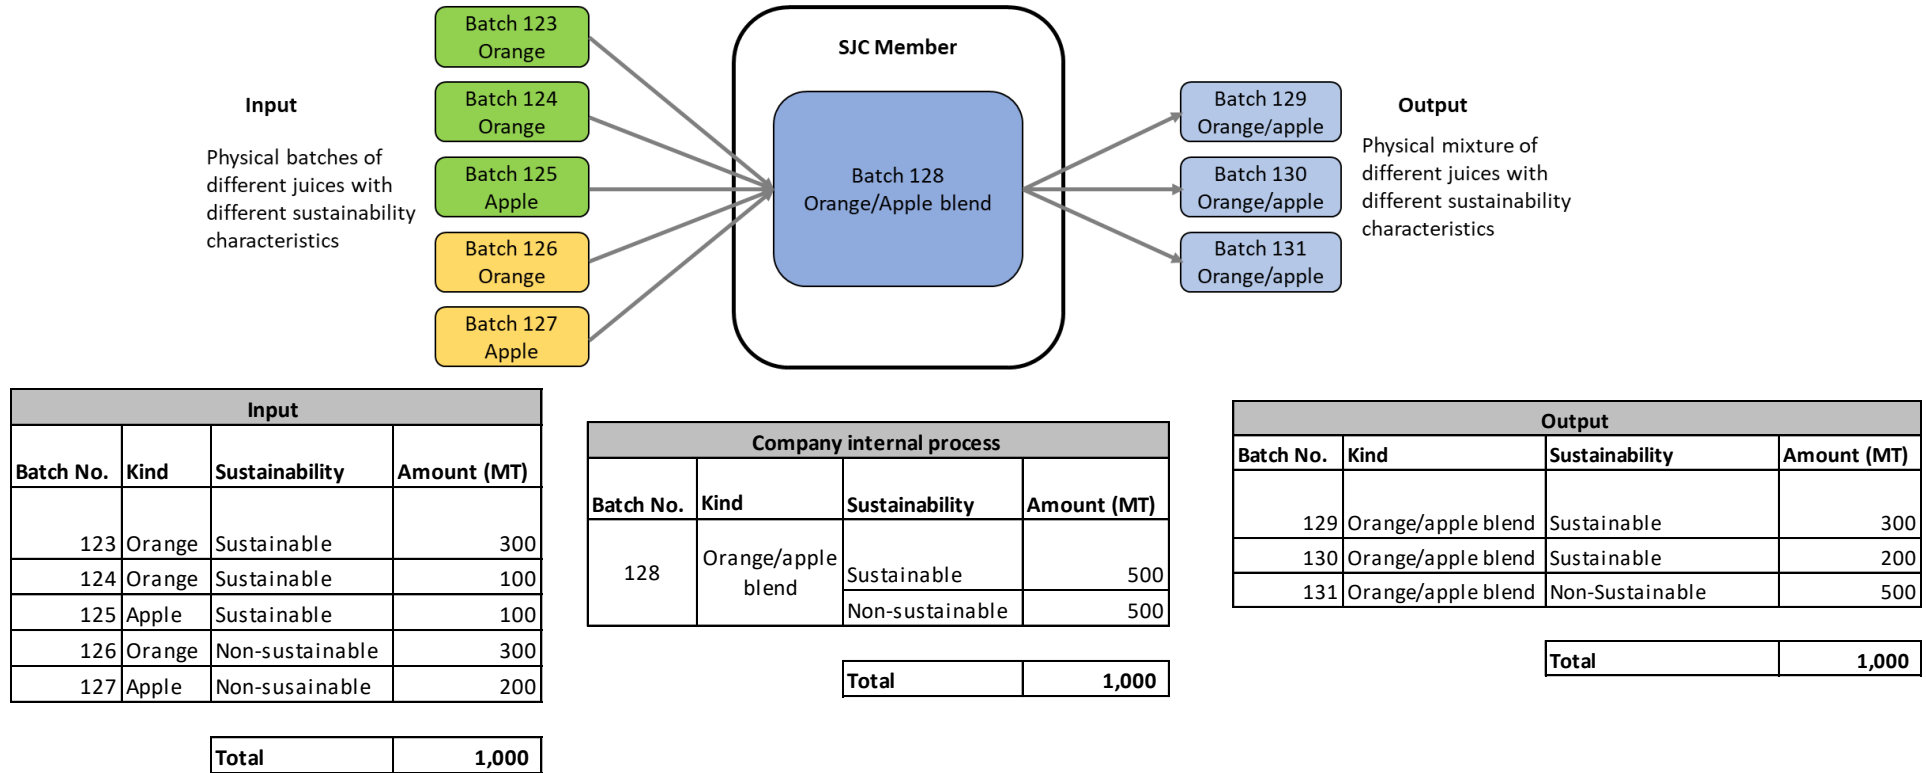 Batch 123
Orange
Batch 124
Orange
Batch 125
Apple
Batch 126
Orange
Batch 127
Apple
Input
Physical batches of
different juices with
different sustainability
characteristics
SJC Member
Batch 128
Orange/Apple blend
Batch 129
Orange/apple
Batch 130
Orange/apple
Batch 131
Orange/apple
Output
Physical mixture of
different juices with
different sustainability
characteristics
Input
Batch No. Kind Sustainability Amount (MT)
123 Orange Sustainable 300
124 Orange Sustainable 100
125 Apple Sustainable 100
126 Orange Non-sustainable 300
127 Apple Non-susainable 200
Total 1,000
Company internal process
Batch No. Kind Sustainability Amount (MT)
128 Orange/apple
blend
Sustainable 500
Non-sustainable 500
Total 1,000
Output
Batch No. Kind Sustainability Amount (MT)
129 Orange/apple blend Sustainable 300
130 Orange/apple blend Sustainable 200
131 Orange/apple blend Non-Sustainable 500
Total 1,000